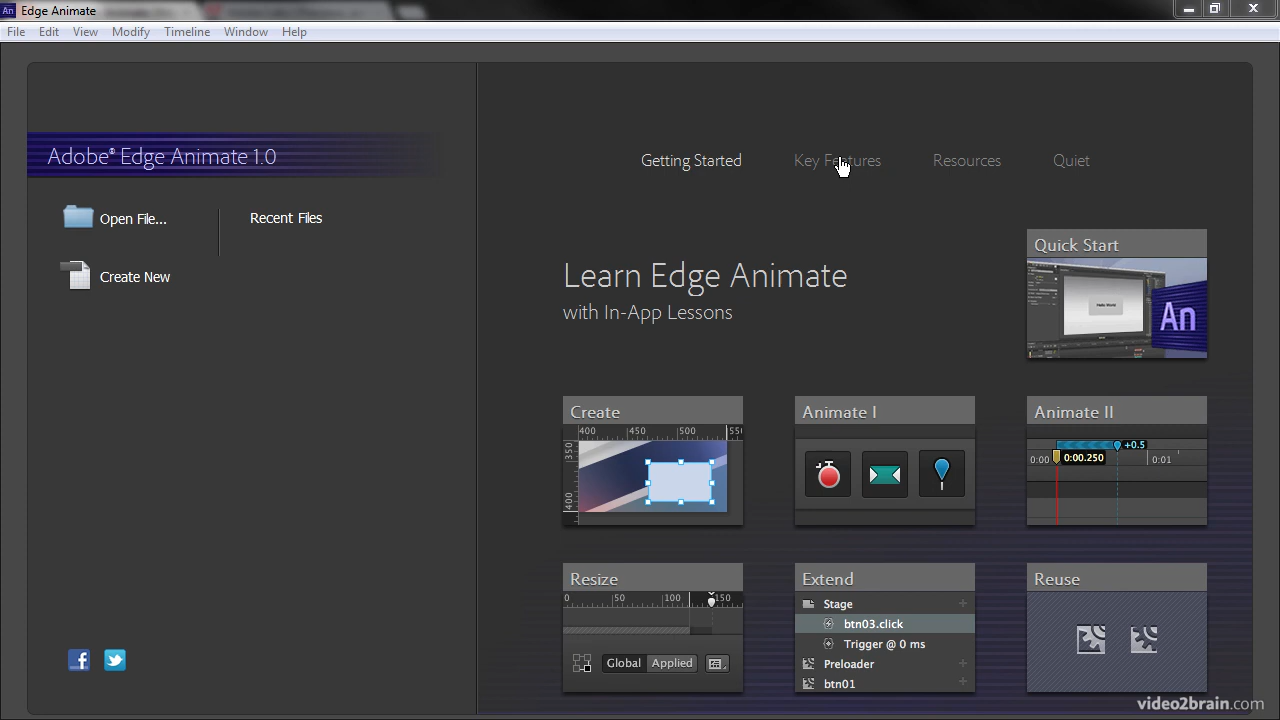 An Edge Animate
File Edit View Modify Timeline Window Help
Adobe® Edge Animate 1.0
Open File...
Recent Files
Create New
Getting Started Key Features Resources Quiet
Learn Edge Animate
with In-App Lessons
Quick Start
An
Create
400 450 500 550
350
400
Animate I
Animate II
+0.5
0:00 0:00.250 0:01
Resize
0 50 100 150
Global Applied
Extend
Stage
btn03.click
Trigger @ 0 ms
Preloader
btn01
Reuse
video2brain.com